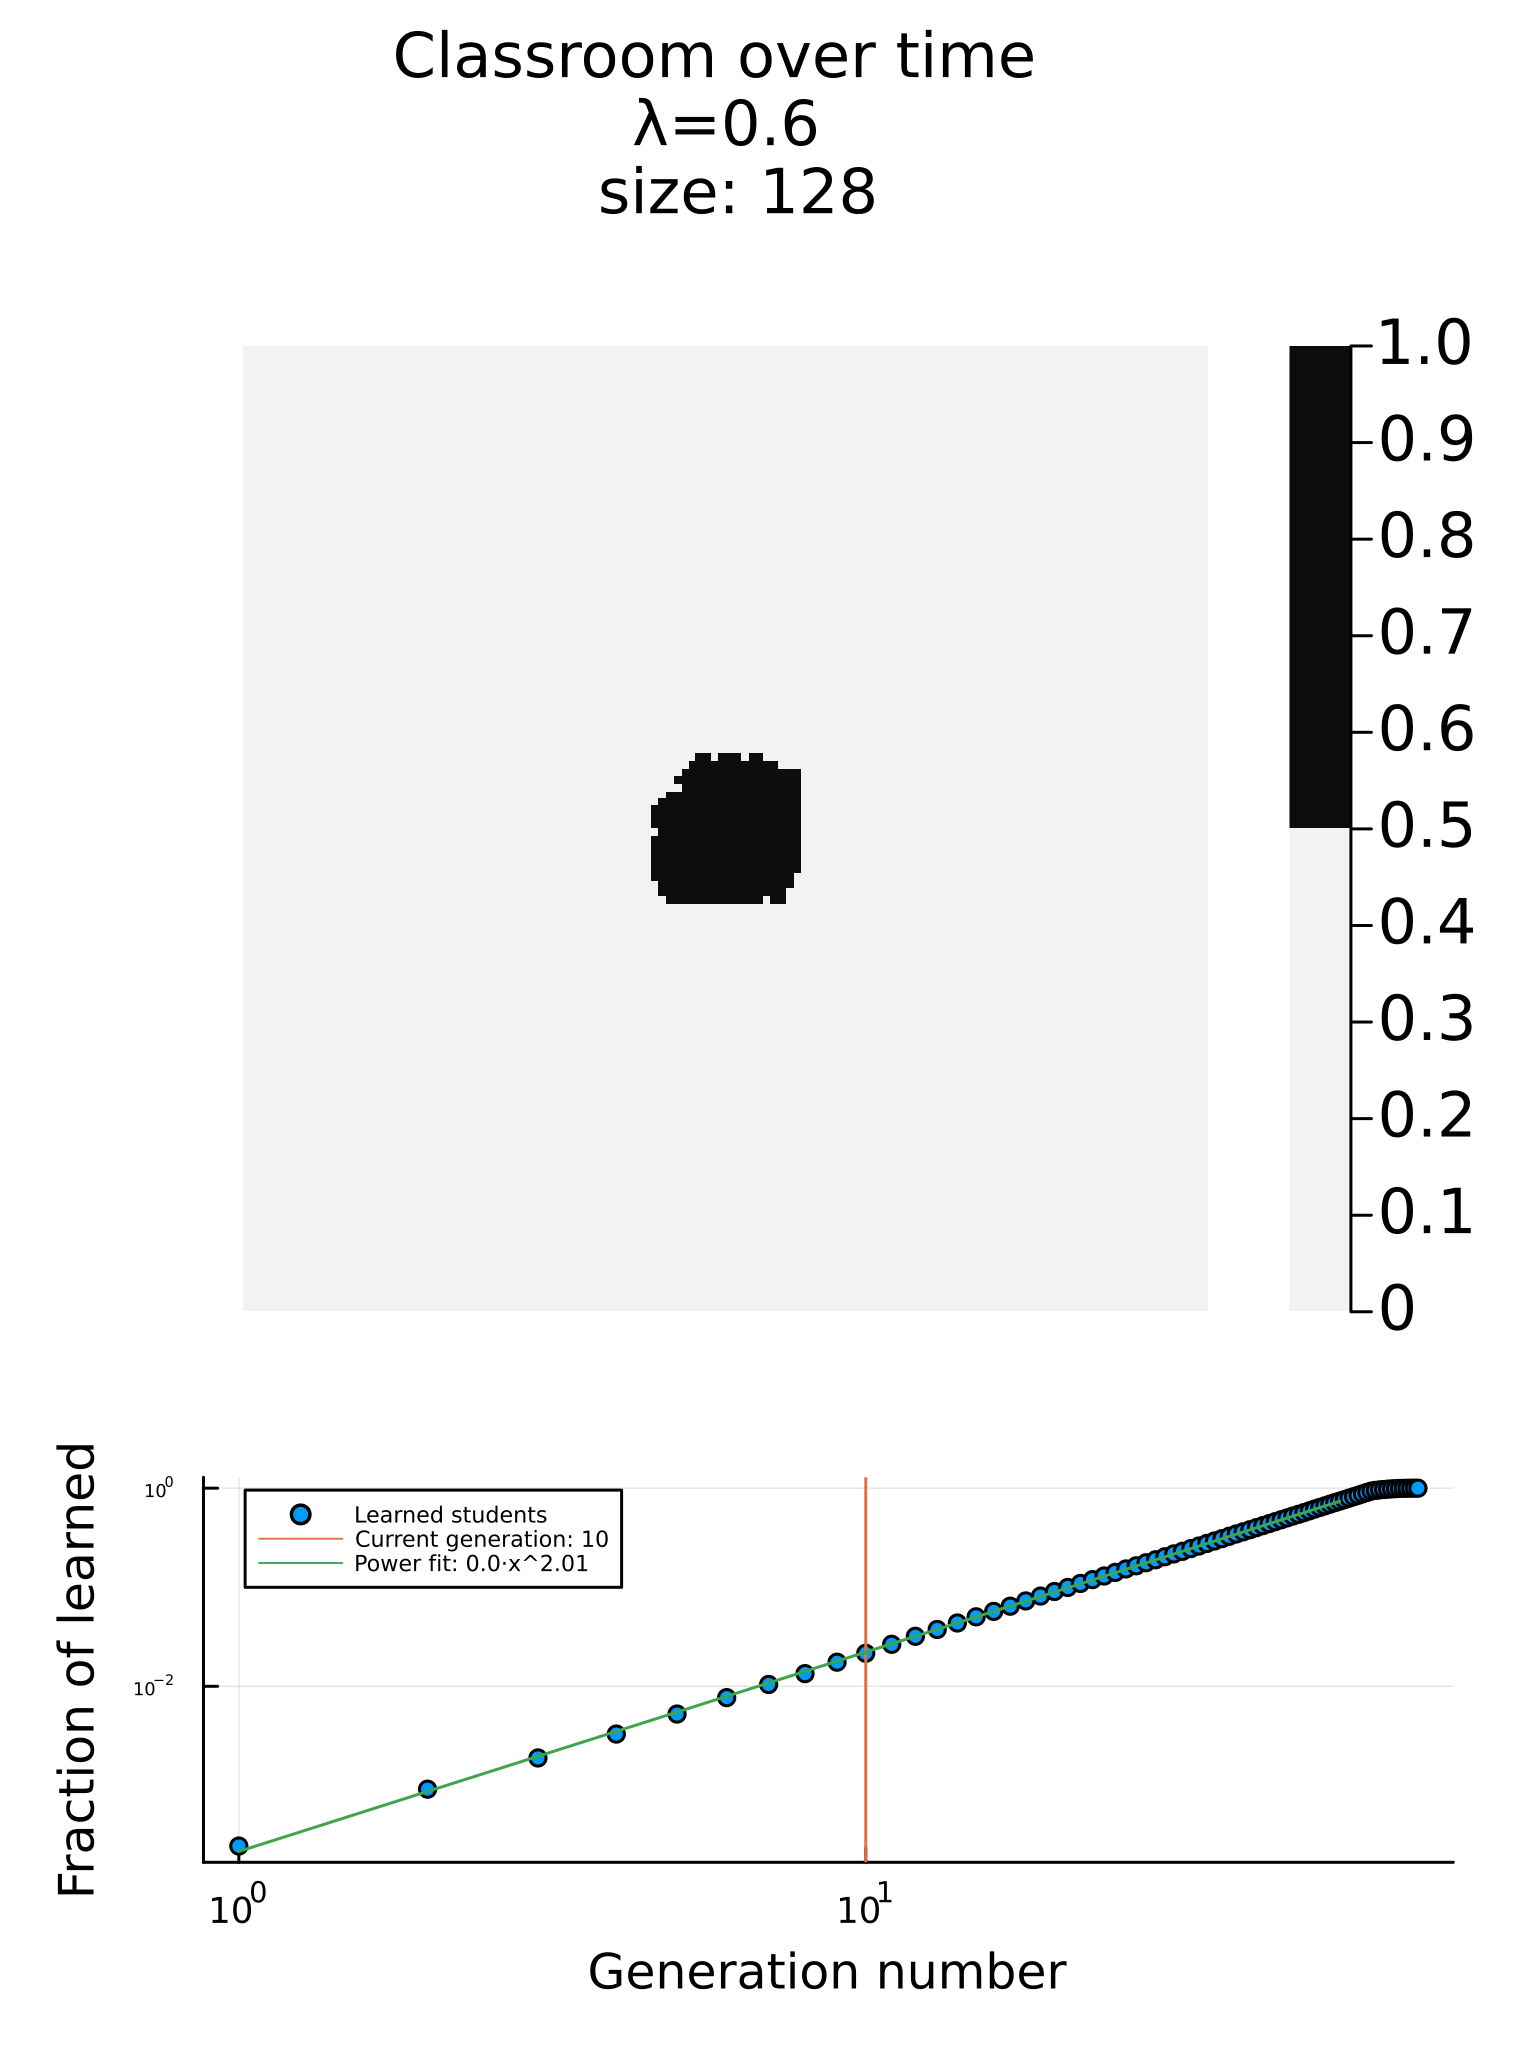 Classroom over time
λ=0.6
size: 128
1.0
0.9
0.8
0.7
0.6
0.5
0.4
0.3
0.2
0.1
0
Fraction of learned
10^0
10^−2
Learned students
Current generation: 10
Power fit: 0.0·x^2.01
10^0
10^1
Generation number